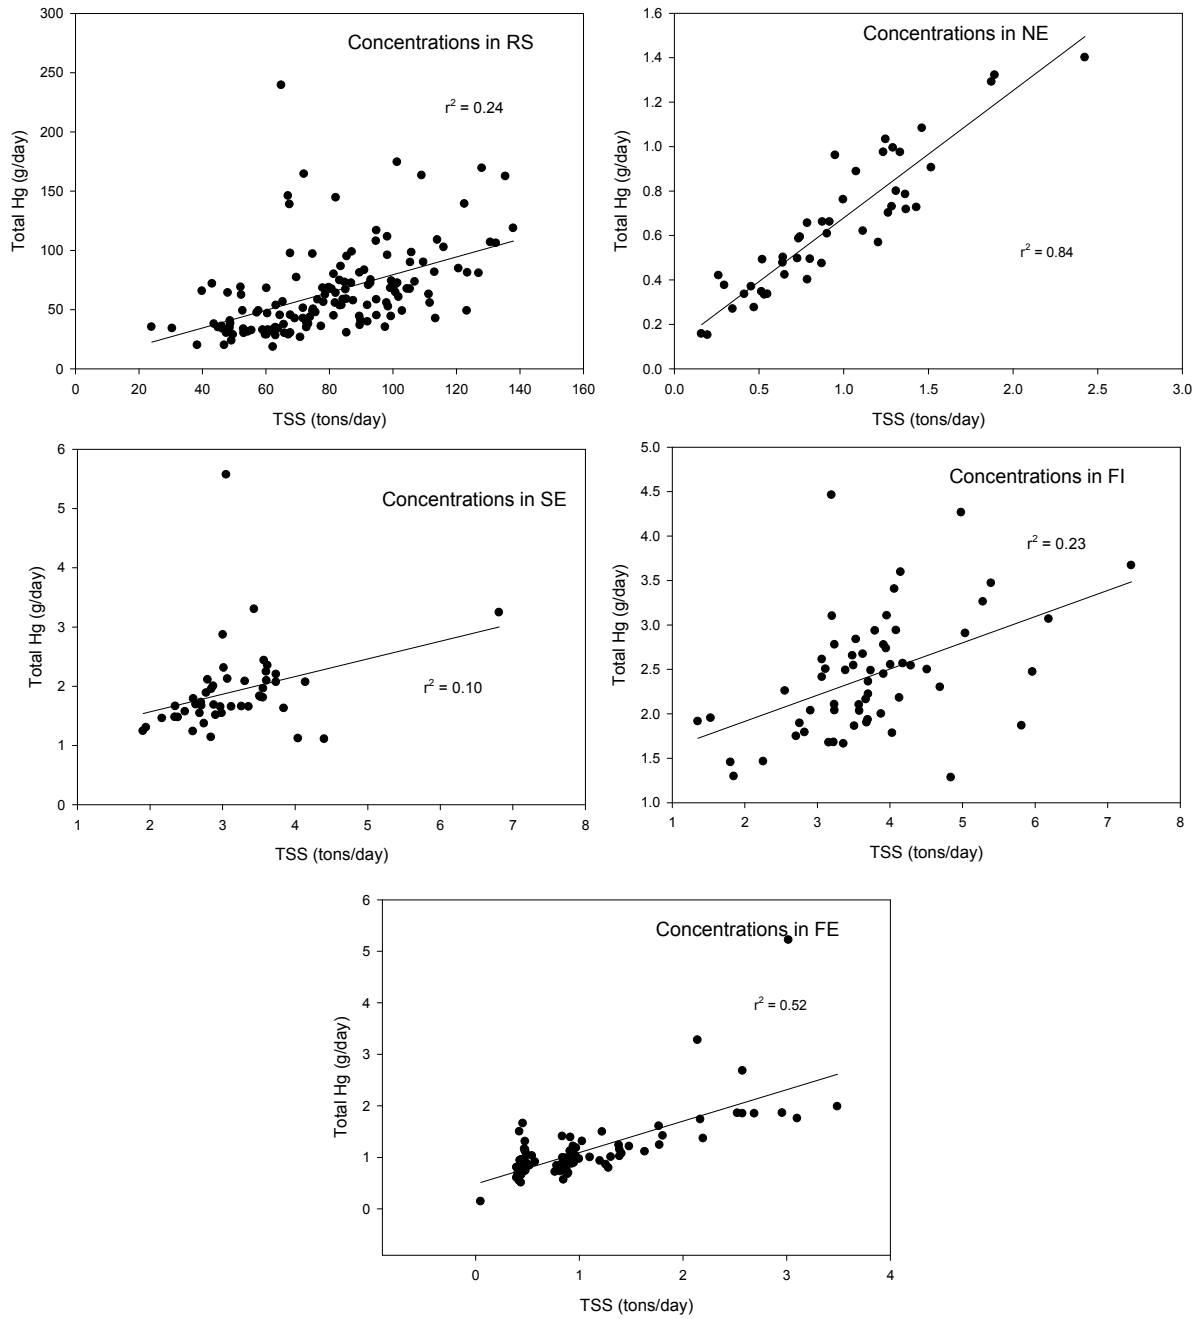 Concentrations in RS
r² = 0.24
300
250
200
150
100
50
0
Total Hg (g/day)
0 20 40 60 80 100 120 140 160
TSS (tons/day)
Concentrations in NE
r² = 0.84
1.6
1.4
1.2
1.0
0.8
0.6
0.4
0.2
0.0
Total Hg (g/day)
0.0 0.5 1.0 1.5 2.0 2.5 3.0
TSS (tons/day)
Concentrations in SE
r² = 0.10
6
5
4
3
2
1
0
Total Hg (g/day)
1 2 3 4 5 6 7 8
TSS (tons/day)
Concentrations in FI
r² = 0.23
5.0
4.5
4.0
3.5
3.0
2.5
2.0
1.5
1.0
Total Hg (g/day)
1 2 3 4 5 6 7 8
TSS (tons/day)
Concentrations in FE
r² = 0.52
6
5
4
3
2
1
0
Total Hg (g/day)
0 1 2 3 4
TSS (tons/day)